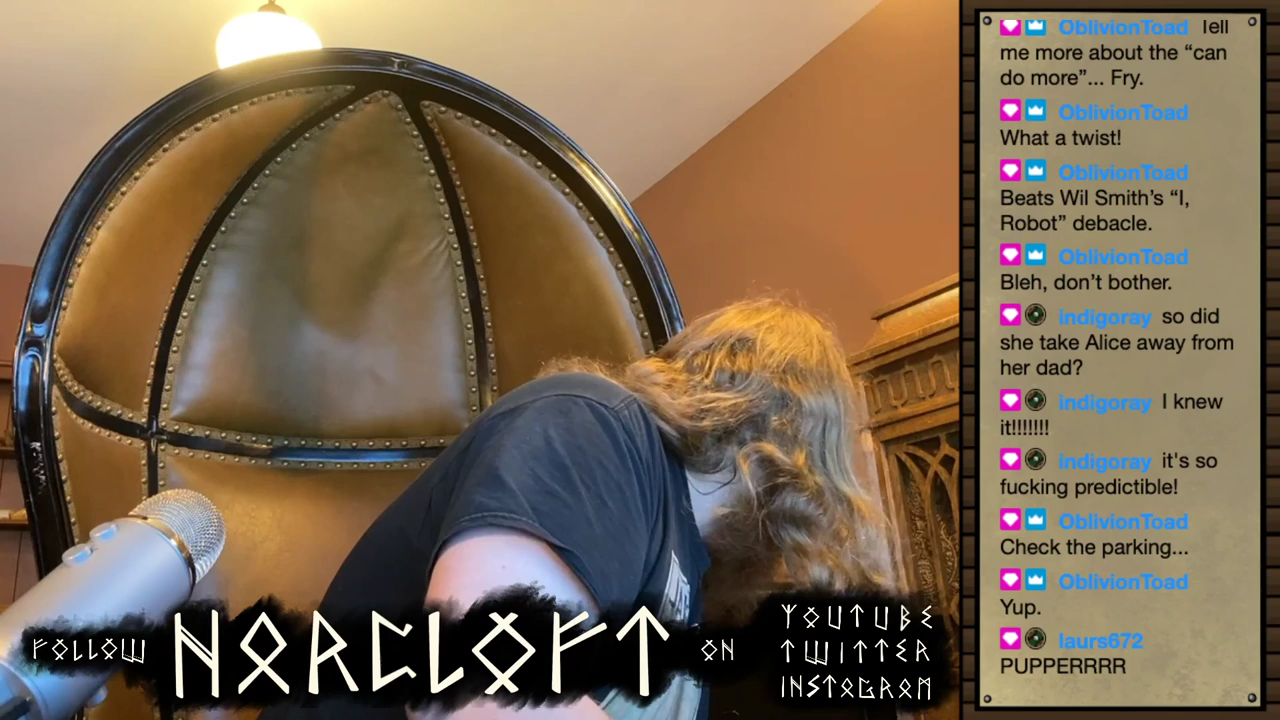 OblivionToad Tell
me more about the “can
do more”... Fry.
OblivionToad
What a twist!
OblivionToad
Beats Wil Smith’s “I,
Robot” debacle.
OblivionToad
Bleh, don’t bother.
indigoray so did
she take Alice away from
her dad?
indigoray I knew
it!!!!!!!
indigoray it's so
fucking predictible!
OblivionToad
Check the parking...
OblivionToad
Yup.
laurs672
PUPPERRRR
FOLLOW NORCLOFT ON
YOUTUBE
TWITTER
INSTOGROM